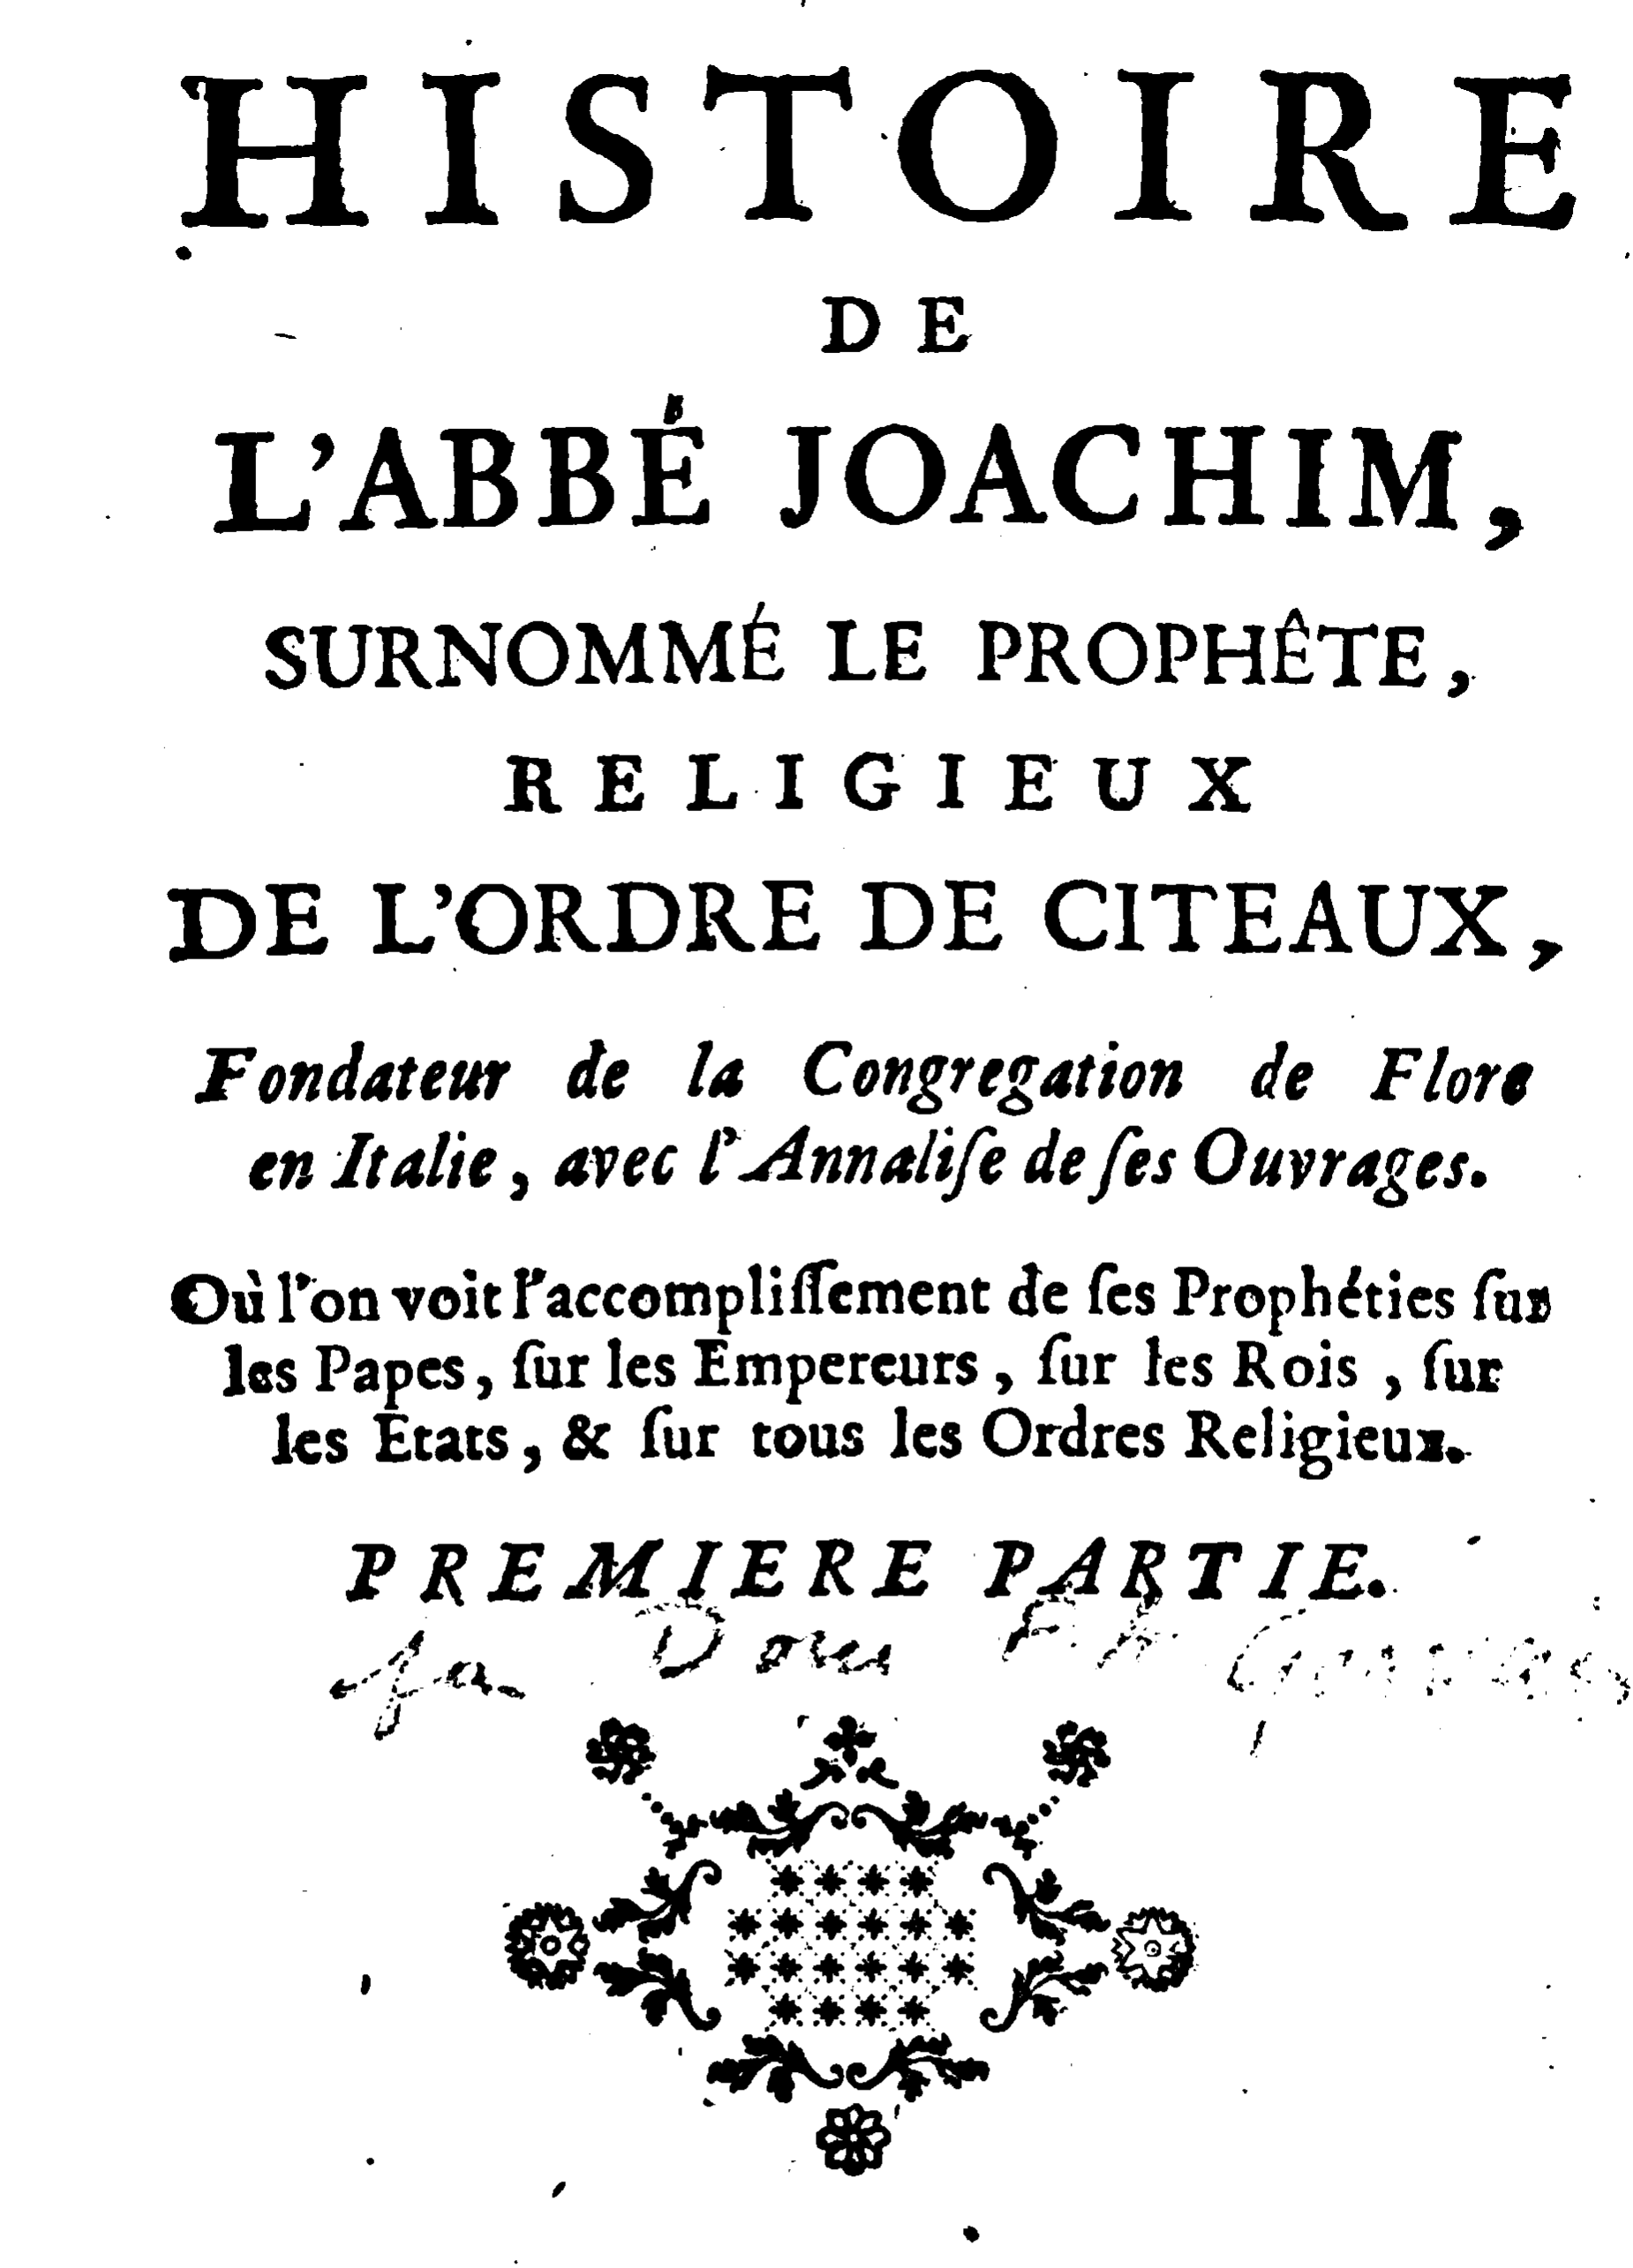 HISTOIRE
DE
L'ABBÉ JOACHIM,
SURNOMMÉ LE PROPHÊTE,
RELIGIEUX
DE L'ORDRE DE CITEAUX,
Fondateur de la Congregation de Flore
en Italie, avec l'Annaliſe de ſes Ouvrages.
Où l'on voit l'accompliſſement de ſes Prophéties ſur
les Papes, ſur les Empereurs, ſur les Rois, ſur
les Etats, & ſur tous les Ordres Religieux.
PREMIERE PARTIE.
Dom